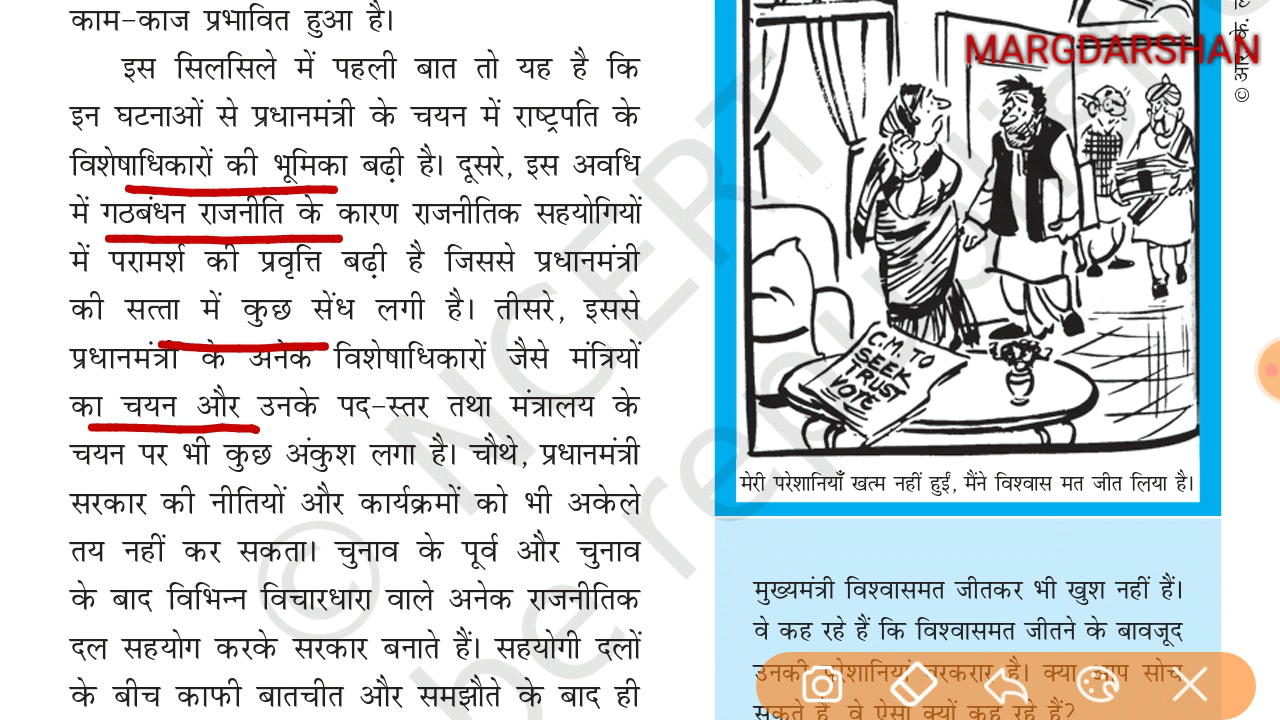 काम-काज प्रभावित हुआ है।
इस सिलसिले में पहली बात तो यह है कि
इन घटनाओं से प्रधानमंत्री के चयन में राष्ट्रपति के
विशेषाधिकारों की भूमिका बढ़ी है। दूसरे, इस अवधि
में गठबंधन राजनीति के कारण राजनीतिक सहयोगियों
में परामर्श की प्रवृत्ति बढ़ी है जिससे प्रधानमंत्री
की सत्ता में कुछ सेंध लगी है। तीसरे, इससे
प्रधानमंत्री के अनेक विशेषाधिकारों जैसे मंत्रियों
का चयन और उनके पद-स्तर तथा मंत्रालय के
चयन पर भी कुछ अंकुश लगा है। चौथे, प्रधानमंत्री
सरकार की नीतियों और कार्यक्रमों को भी अकेले
तय नहीं कर सकता। चुनाव के पूर्व और चुनाव
के बाद विभिन्न विचारधारा वाले अनेक राजनीतिक
दल सहयोग करके सरकार बनाते हैं। सहयोगी दलों
के बीच काफी बातचीत और समझौते के बाद ही
MARGDARSHAN
© आर. के.
C.M. TO
SEEK
TRUST
VOTE
मेरी परेशानियाँ खत्म नहीं हुईं, मैंने विश्वास मत जीत लिया है।
मुख्यमंत्री विश्वासमत जीतकर भी खुश नहीं हैं।
वे कह रहे हैं कि विश्वासमत जीतने के बावजूद
उनकी परेशानियां बरकरार है। क्या आप सोच
सकते हैं, वे ऐसा क्यों कह रहे हैं?
© NCERT
be republished